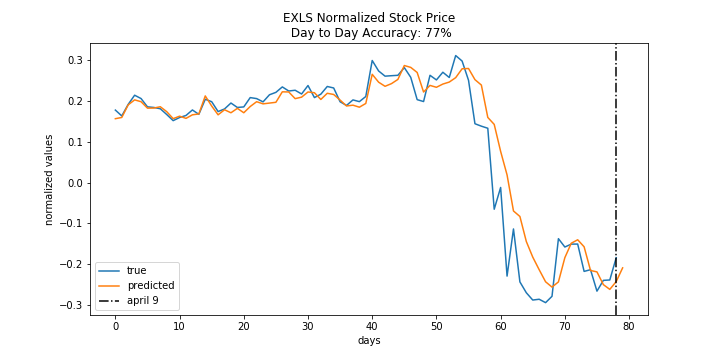 EXLS Normalized Stock Price
Day to Day Accuracy: 77%
normalized values
0.3
0.2
0.1
0.0
−0.1
−0.2
−0.3
true
predicted
april 9
0 10 20 30 40 50 60 70 80
days